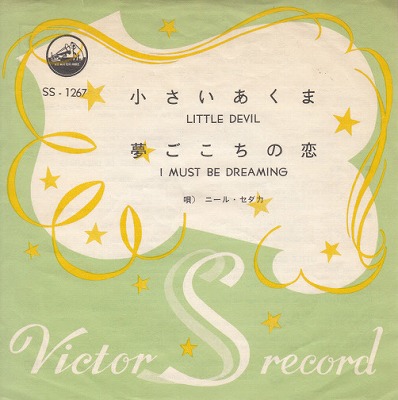 SS - 1267
小さいあくま
LITTLE DEVIL
夢ごこちの恋
I MUST BE DREAMING
唄） ニール・セダカ
Victor S record